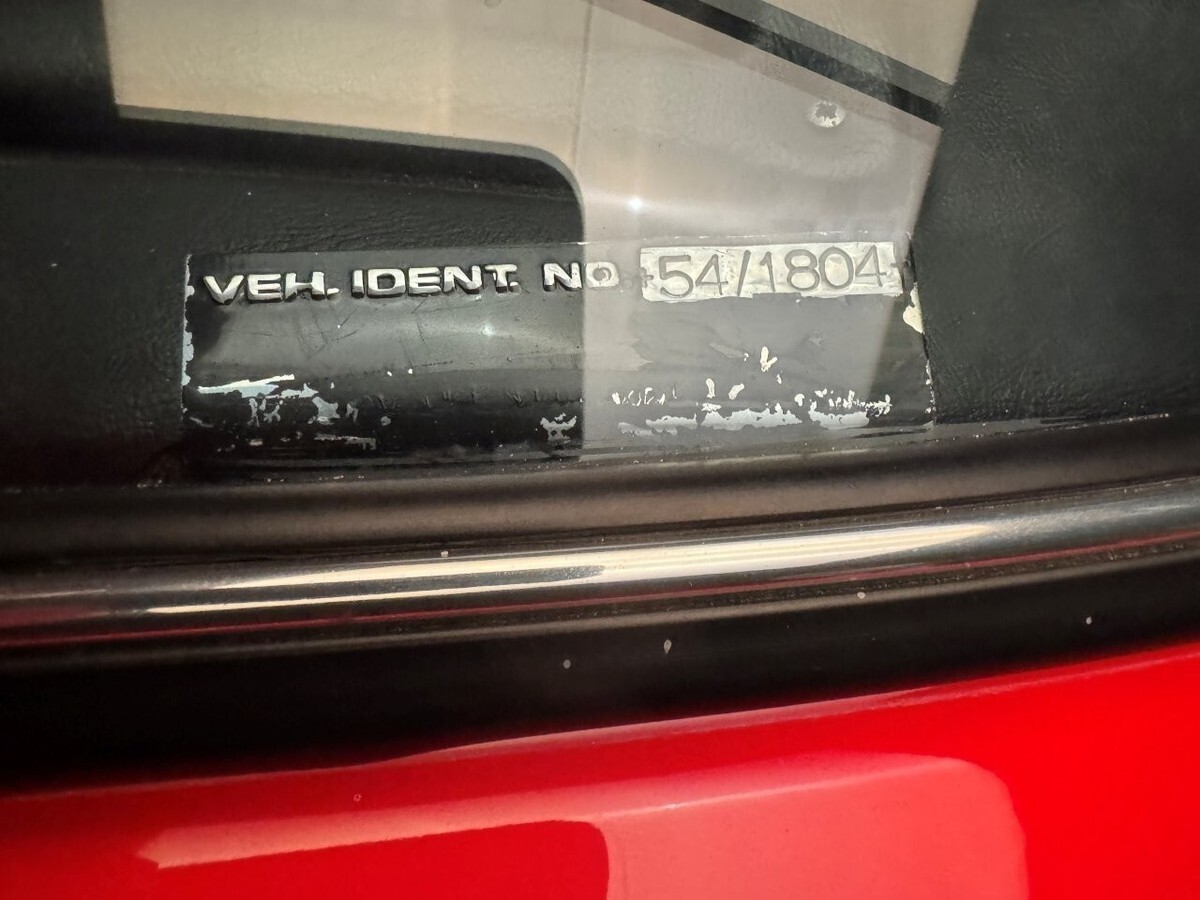 VEH. IDENT. NO. 54/1804